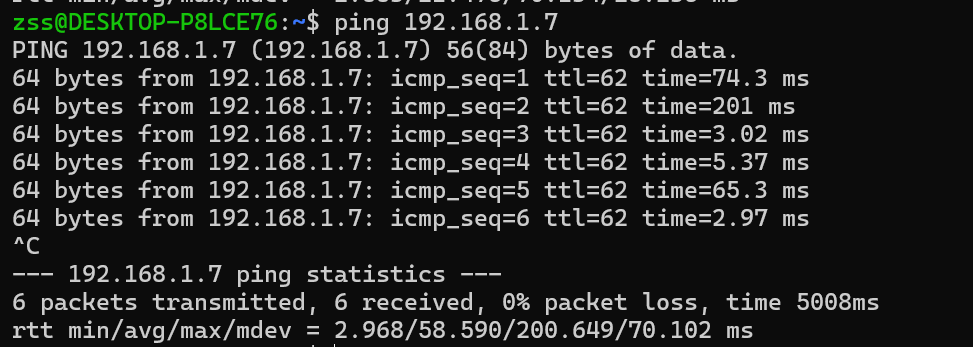 zss@DESKTOP-P8LCE76:~$ ping 192.168.1.7
PING 192.168.1.7 (192.168.1.7) 56(84) bytes of data.
64 bytes from 192.168.1.7: icmp_seq=1 ttl=62 time=74.3 ms
64 bytes from 192.168.1.7: icmp_seq=2 ttl=62 time=201 ms
64 bytes from 192.168.1.7: icmp_seq=3 ttl=62 time=3.02 ms
64 bytes from 192.168.1.7: icmp_seq=4 ttl=62 time=5.37 ms
64 bytes from 192.168.1.7: icmp_seq=5 ttl=62 time=65.3 ms
64 bytes from 192.168.1.7: icmp_seq=6 ttl=62 time=2.97 ms
^C
--- 192.168.1.7 ping statistics ---
6 packets transmitted, 6 received, 0% packet loss, time 5008ms
rtt min/avg/max/mdev = 2.968/58.590/200.649/70.102 ms